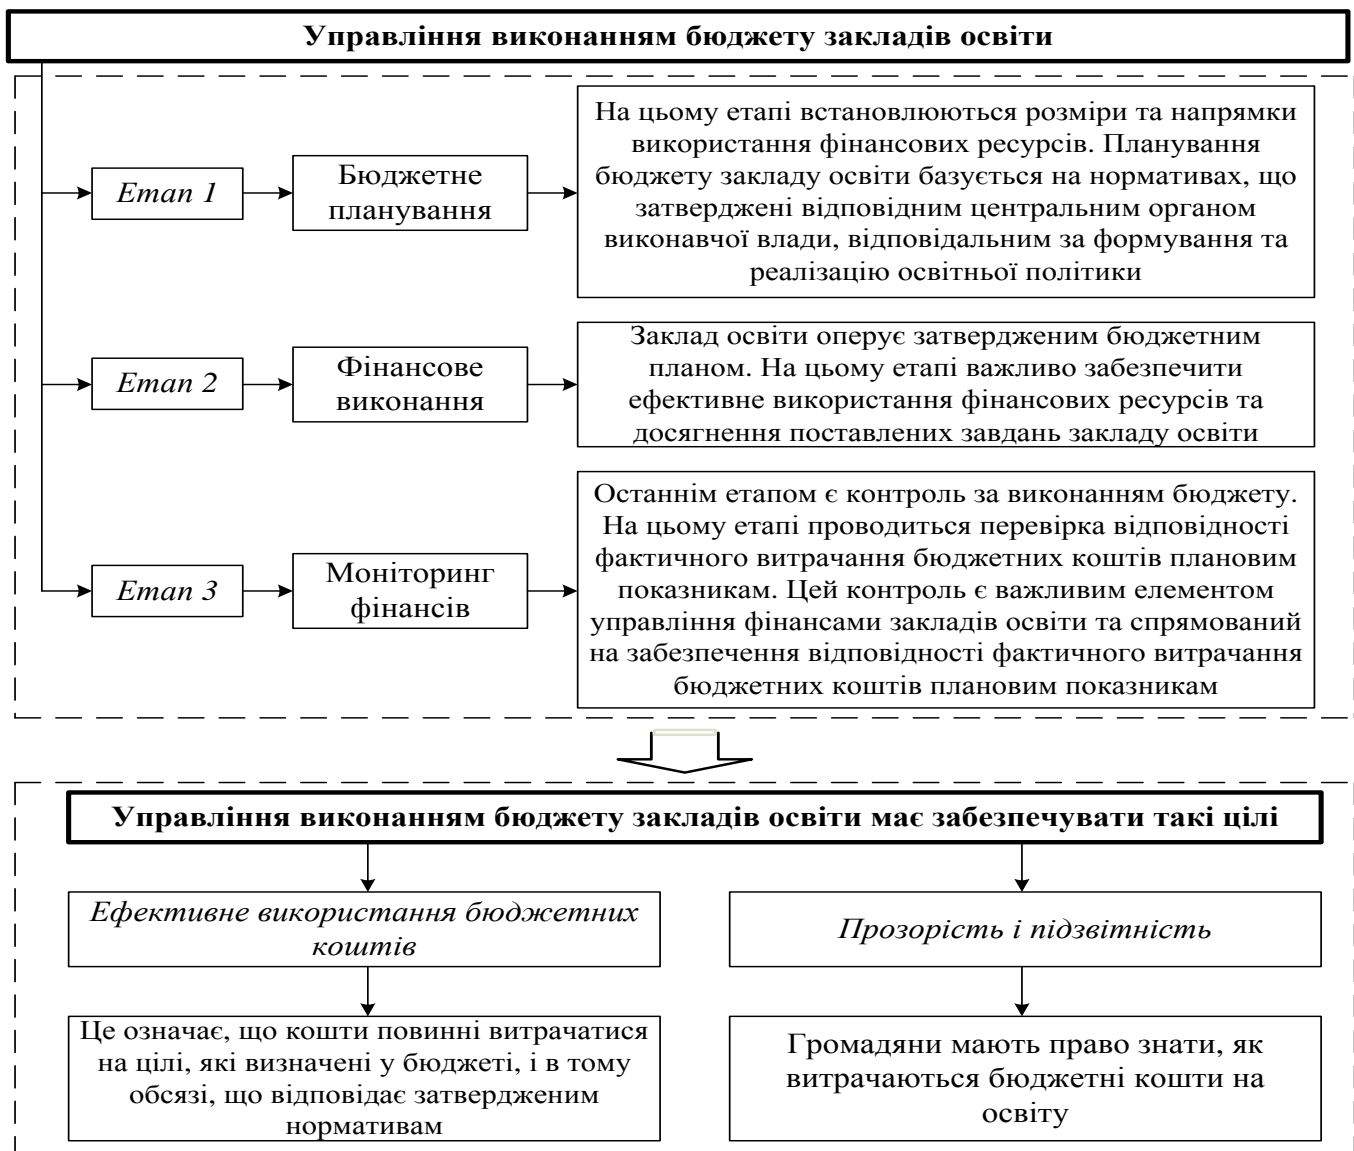 Управління виконанням бюджету закладів освіти
Етап 1
Бюджетне
планування
На цьому етапі встановлюються розміри та напрямки
використання фінансових ресурсів. Планування
бюджету закладу освіти базується на нормативах, що
затверджені відповідним центральним органом
виконавчої влади, відповідальним за формування та
реалізацію освітньої політики
Етап 2
Фінансове
виконання
Заклад освіти оперує затвердженим бюджетним
планом. На цьому етапі важливо забезпечити
ефективне використання фінансових ресурсів та
досягнення поставлених завдань закладу освіти
Етап 3
Моніторинг
фінансів
Останнім етапом є контроль за виконанням бюджету.
На цьому етапі проводиться перевірка відповідності
фактичного витрачання бюджетних коштів плановим
показникам. Цей контроль є важливим елементом
управління фінансами закладів освіти та спрямований
на забезпечення відповідності фактичного витрачання
бюджетних коштів плановим показникам
Управління виконанням бюджету закладів освіти має забезпечувати такі цілі
Ефективне використання бюджетних
коштів
Це означає, що кошти повинні витрачатися
на цілі, які визначені у бюджеті, і в тому
обсязі, що відповідає затвердженим
нормативам
Прозорість і підзвітність
Громадяни мають право знати, як
витрачаються бюджетні кошти на
освіту